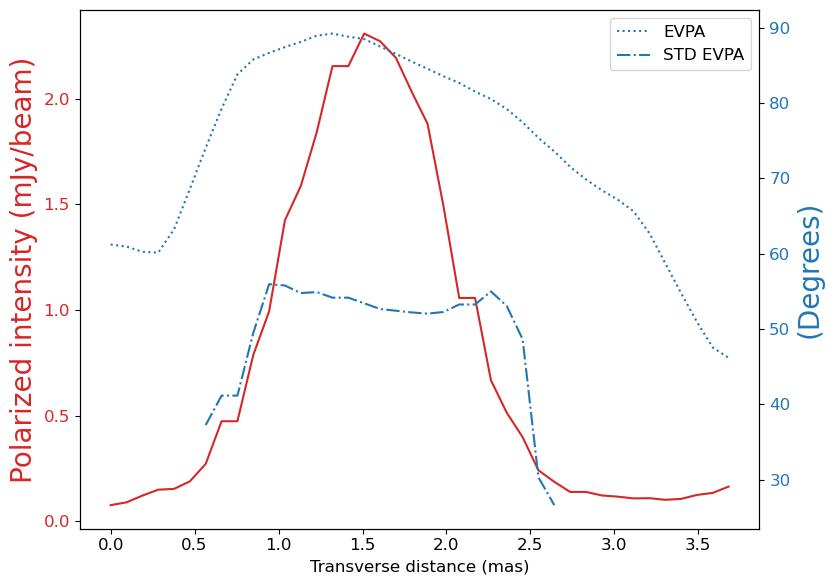 EVPA
STD EVPA
Polarized intensity (mJy/beam)
2.0
1.5
1.0
0.5
0.0
90
80
70
60
50
40
30
(Degrees)
0.0 0.5 1.0 1.5 2.0 2.5 3.0 3.5
Transverse distance (mas)